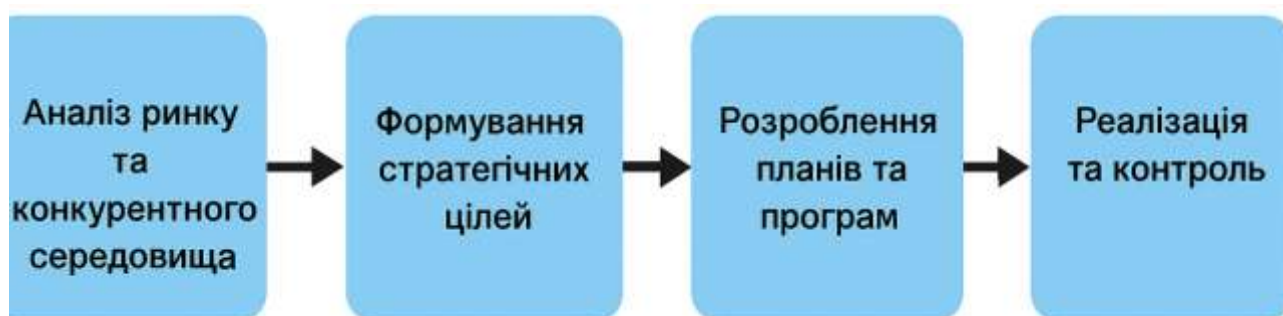 Аналіз ринку
та
конкурентного
середовища
Формування
стратегічних
цілей
Розроблення
планів та
програм
Реалізація
та контроль